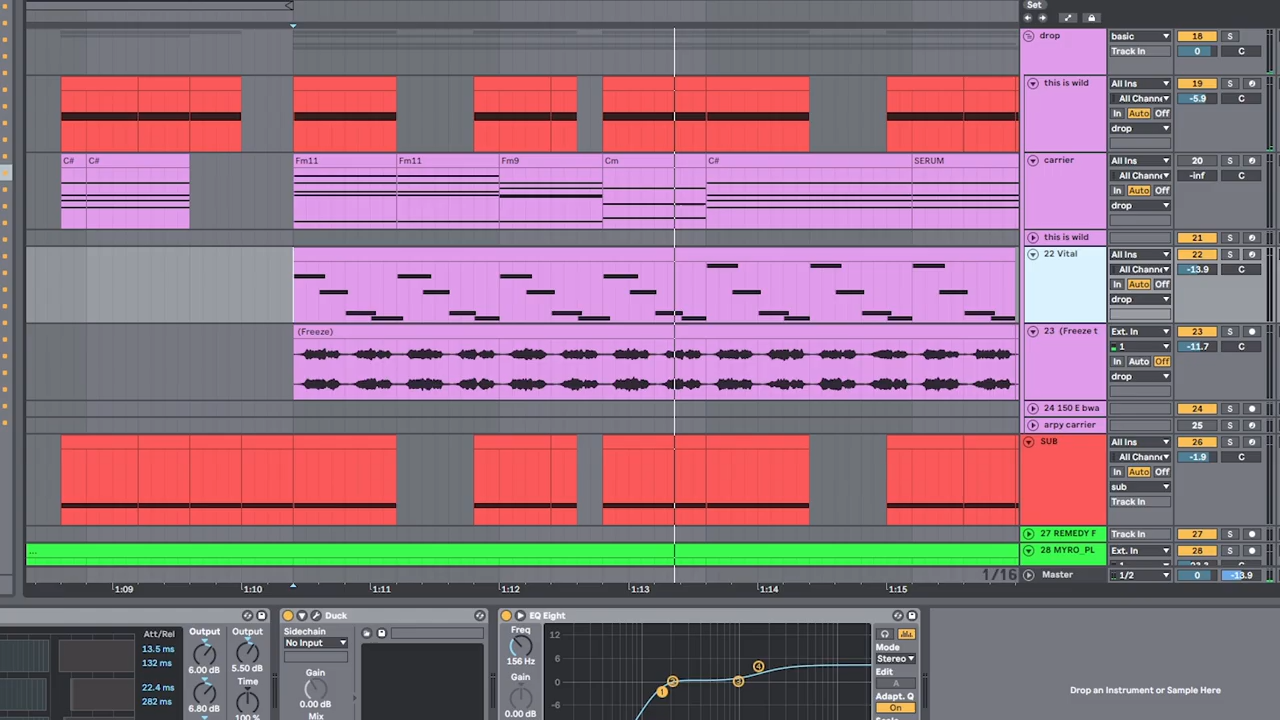 Set
drop basic 18 S
Track In 0 C
this is wild All Ins 19 S
All Channe -5.9 C
In Auto Off
drop
C# C# Fm11 Fm11 Fm9 Cm C# SERUM carrier All Ins 20 S
All Channe -inf C
In Auto Off
drop
this is wild 21 S
22 Vital All Ins 22 S
All Channe -13.9 C
In Auto Off
drop
(Freeze) 23 (Freeze t Ext. In 23 S
1 -11.7 C
In Auto Off
drop
24 150 E bwa 24 S
arpy carrier 25 S
SUB All Ins 26 S
All Channe -1.9 C
In Auto Off
sub
Track In
27 REMEDY F Track In 27 S
... 28 MYRO_PL Ext. In 28 S
1/16 Master 1/2 0 -13.9
1:09 1:10 1:11 1:12 1:13 1:14 1:15
Duck EQ Eight
Att/Rel Output Output Sidechain Freq 12 Mode
13.5 ms No Input Stereo
132 ms 6.00 dB 5.50 dB 156 Hz 6 Edit
Time Gain Gain 0 A
22.4 ms Adapt. Q
282 ms 6.80 dB 0.00 dB 0.00 dB -6 On
100 % Mix
1 2 3 4
Drop an Instrument or Sample Here